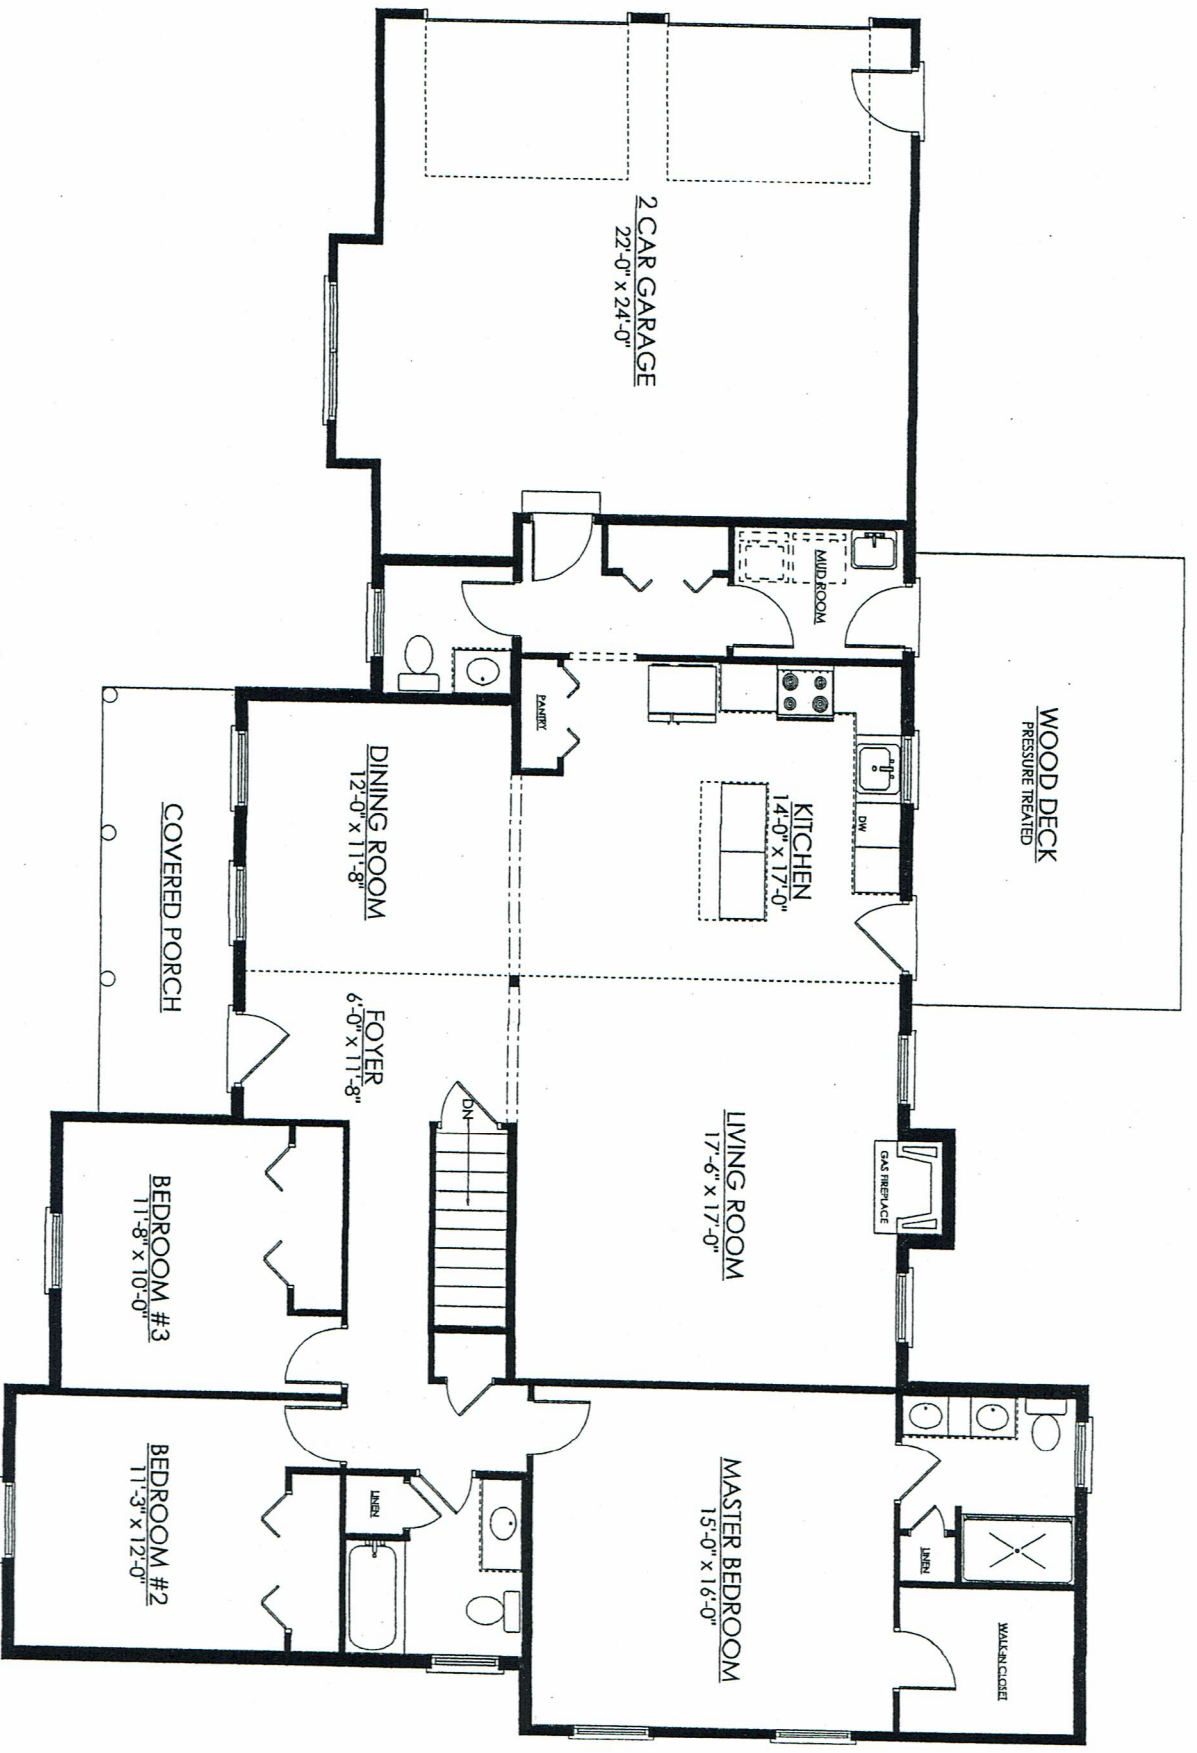 2 CAR GARAGE
22'-0" x 24'-0"
MUD ROOM
WOOD DECK
PRESSURE TREATED
PANTRY
KITCHEN
14'-0" x 17'-0"
DW
DINING ROOM
12'-0" x 11'-8"
COVERED PORCH
FOYER
6'-0" x 11'-8"
DN
LIVING ROOM
17'-6" x 17'-0"
GAS FIREPLACE
BEDROOM #3
11'-8" x 10'-0"
BEDROOM #2
11'-3" x 12'-0"
LINEN
MASTER BEDROOM
15'-0" x 16'-0"
LINEN
WALK-IN CLOSET